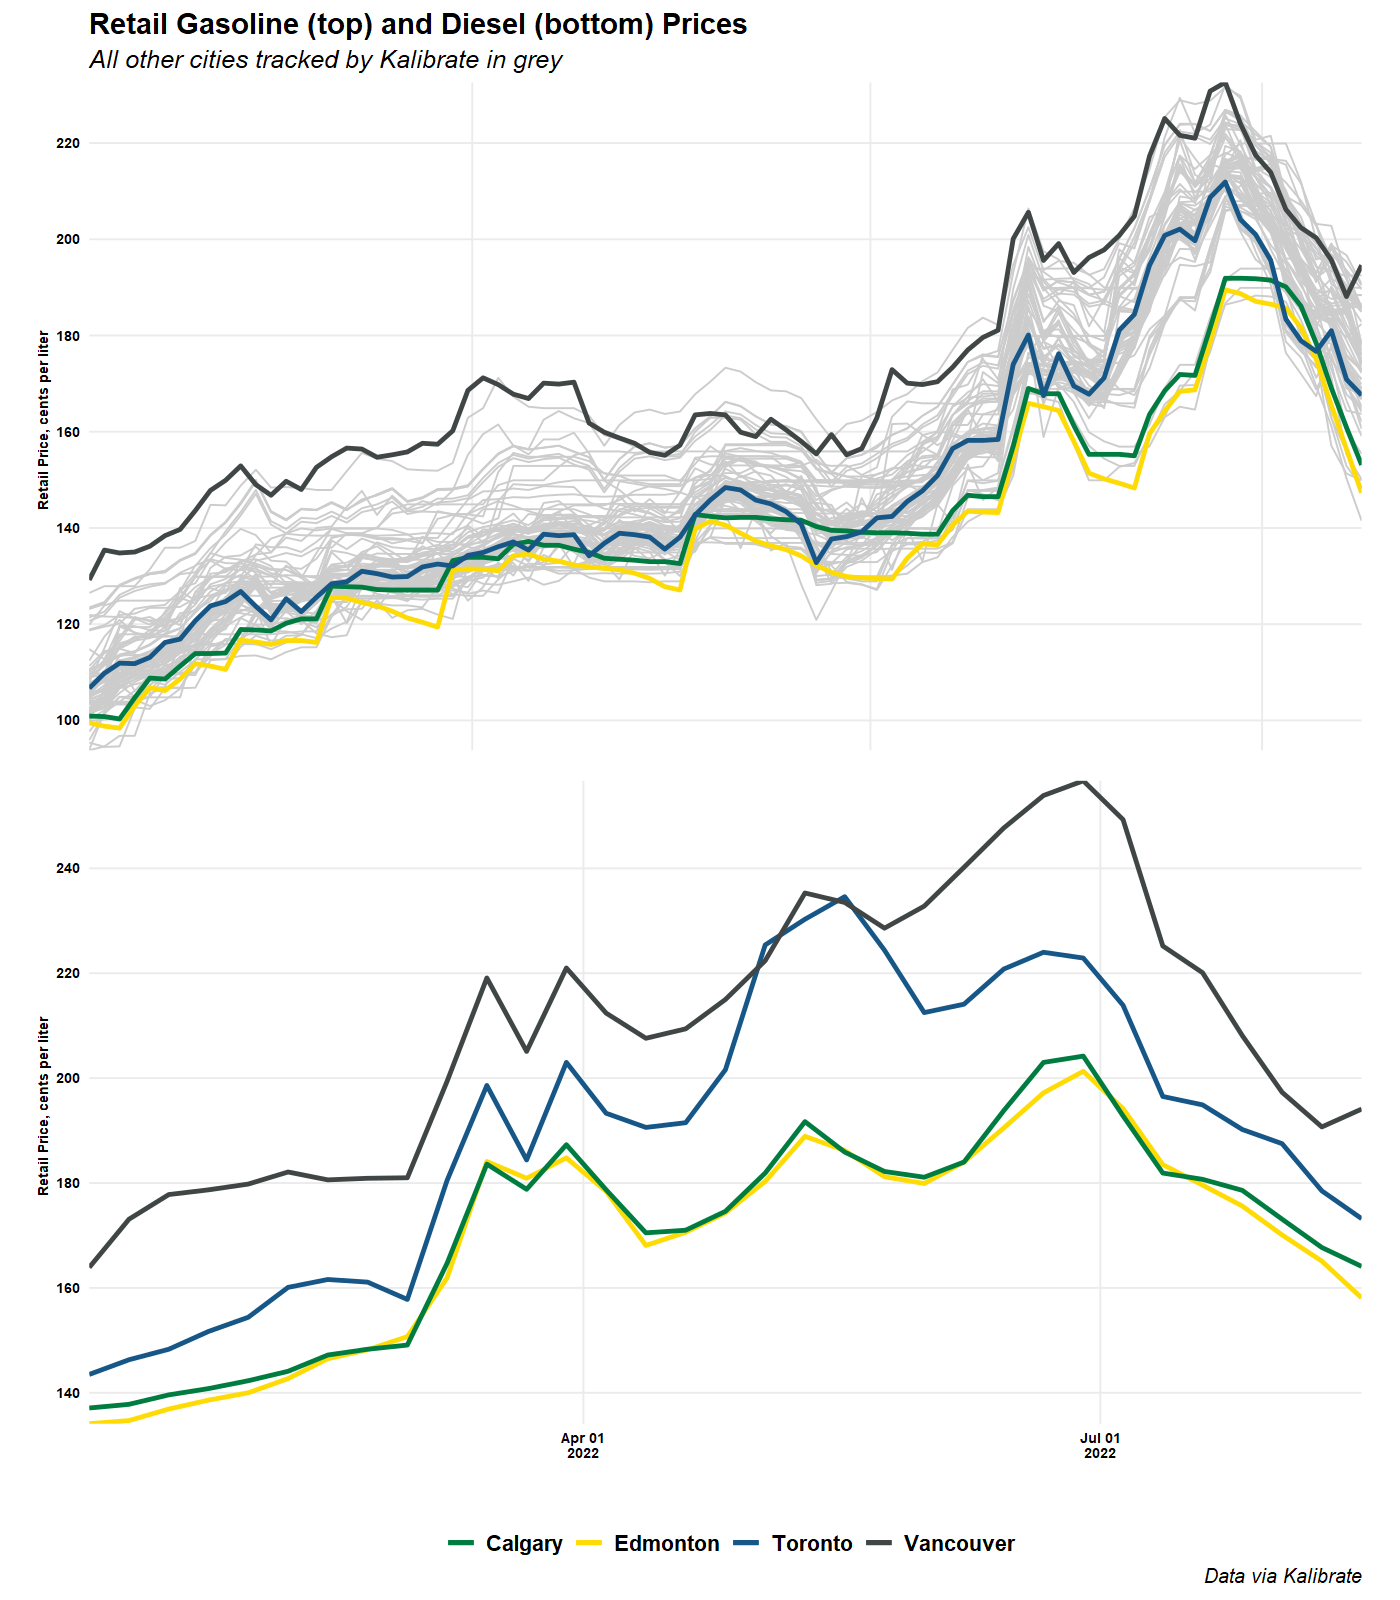 Retail Gasoline (top) and Diesel (bottom) Prices
All other cities tracked by Kalibrate in grey
Retail Price, cents per liter
220
200
180
160
140
120
100
Retail Price, cents per liter
240
220
200
180
160
140
Apr 01
2022
Jul 01
2022
Calgary Edmonton Toronto Vancouver
Data via Kalibrate